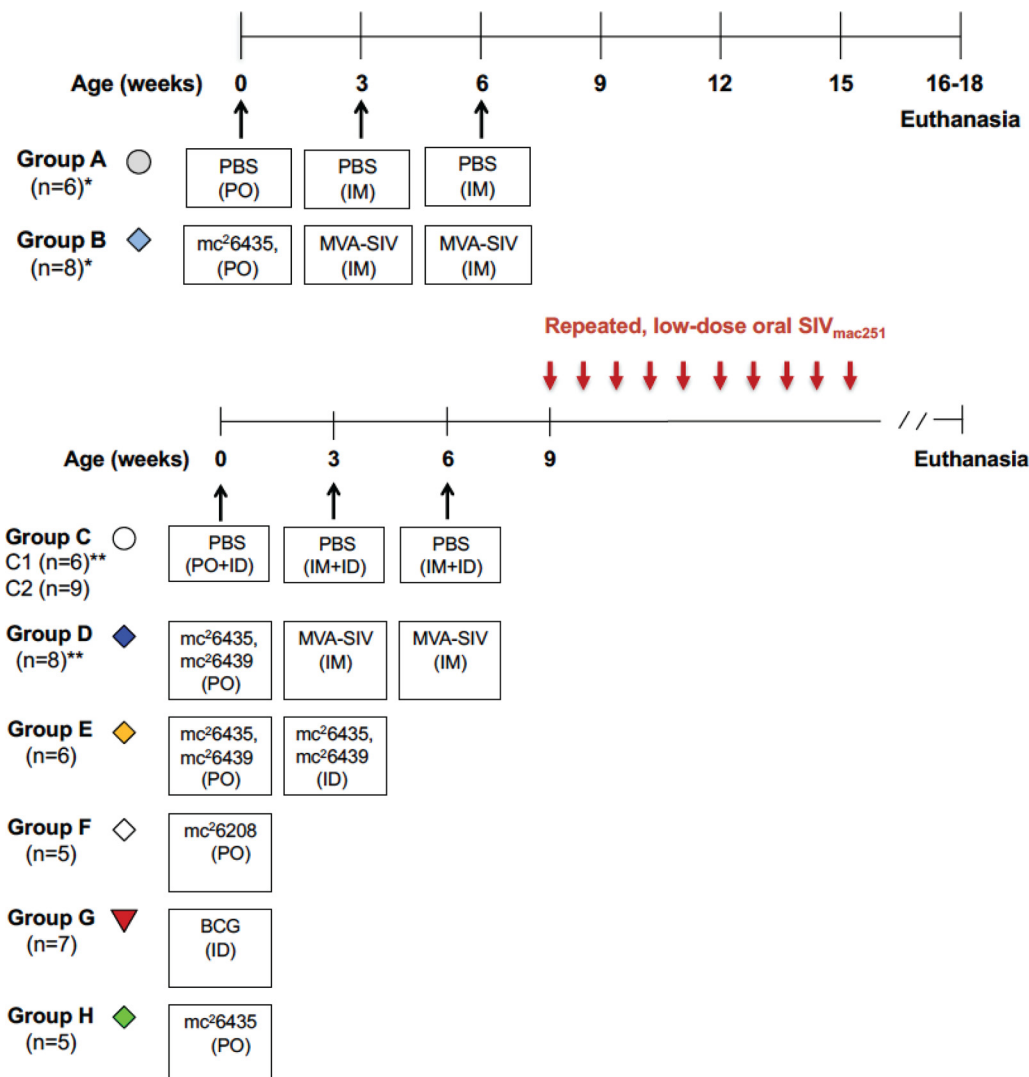 Age (weeks) 0 3 6 9 12 15 16-18
Euthanasia
Group A
(n=6)*
PBS
(PO)
PBS
(IM)
PBS
(IM)
Group B
(n=8)*
mc²6435,
(PO)
MVA-SIV
(IM)
MVA-SIV
(IM)
Repeated, low-dose oral SIVmac251
Age (weeks) 0 3 6 9 Euthanasia
Group C
C1 (n=6)**
C2 (n=9)
PBS
(PO+ID)
PBS
(IM+ID)
PBS
(IM+ID)
Group D
(n=8)**
mc²6435,
mc²6439
(PO)
MVA-SIV
(IM)
MVA-SIV
(IM)
Group E
(n=6)
mc²6435,
mc²6439
(PO)
mc²6435,
mc²6439
(ID)
Group F
(n=5)
mc²6208
(PO)
Group G
(n=7)
BCG
(ID)
Group H
(n=5)
mc²6435
(PO)